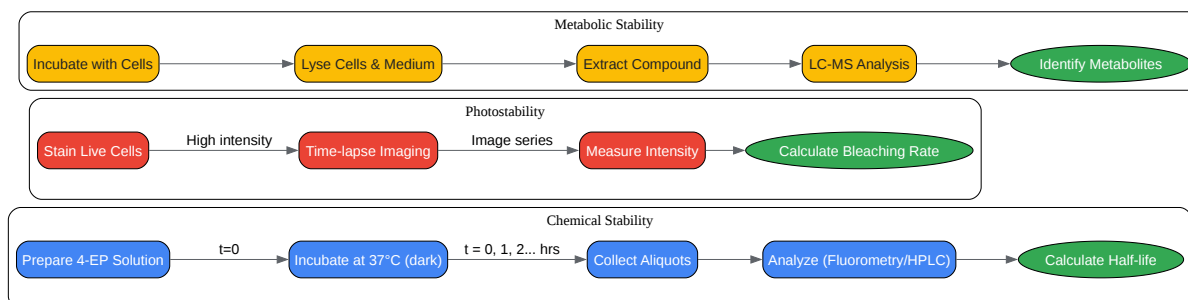 Metabolic Stability
Incubate with Cells
Lyse Cells & Medium
Extract Compound
LC-MS Analysis
Identify Metabolites
Photostability
Stain Live Cells
High intensity
Time-lapse Imaging
Image series
Measure Intensity
Calculate Bleaching Rate
Chemical Stability
Prepare 4-EP Solution
t=0
Incubate at 37°C (dark)
t = 0, 1, 2... hrs
Collect Aliquots
Analyze (Fluorometry/HPLC)
Calculate Half-life